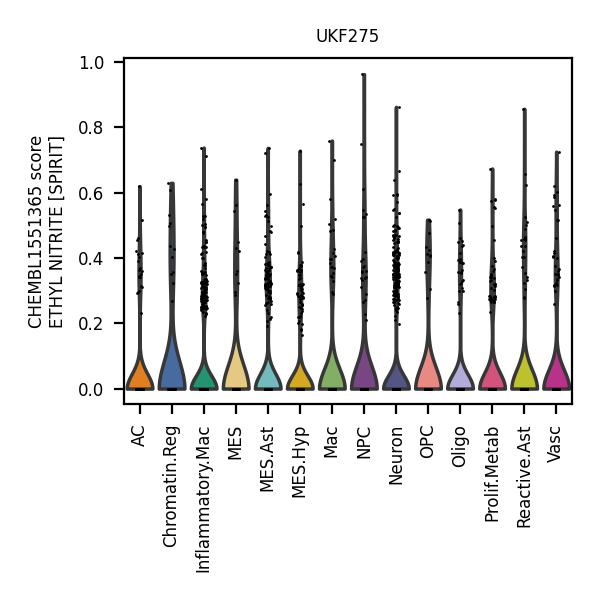 UKF275
CHEMBL1551365 score
ETHYL NITRITE [SPIRIT]
1.0
0.8
0.6
0.4
0.2
0.0
AC
Chromatin.Reg
Inflammatory.Mac
MES
MES.Ast
MES.Hyp
Mac
NPC
Neuron
OPC
Oligo
Prolif.Metab
Reactive.Ast
Vasc